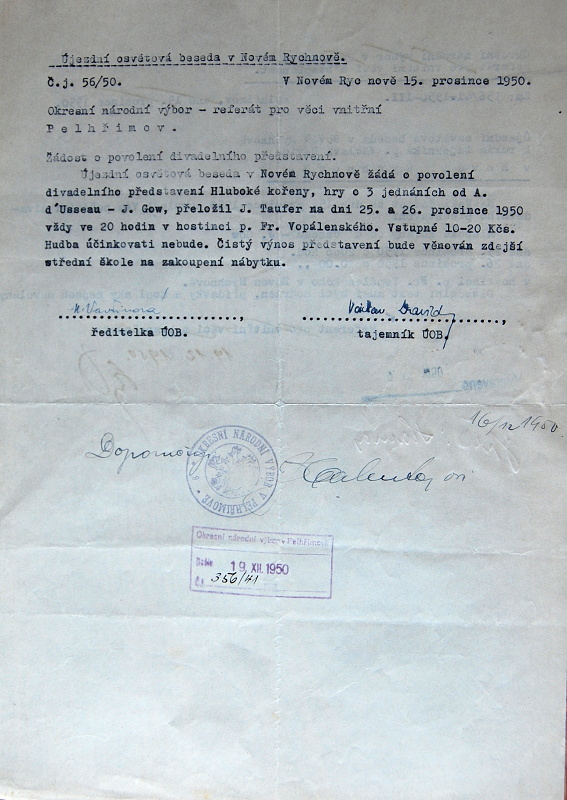 Újezdní osvětová beseda v Novém Rychnově.
Č.j. 56/50. V Novém Ryc nově 15. prosince 1950.
Okresní národní výbor - referát pro věci vnitřní
Pelhřimov.
Žádost o povolení divadelního představení.
Újezdní osvětová beseda v Novém Rychnově žádá o povolení
divadelního představení Hluboké kořeny, hry o 3 jednáních od A.
d'Usseau - J. Gow, přeložil J. Taufer na dni 25. a 26. prosince 1950
vždy ve 20 hodin v hostinci p. Fr. Vopálenského. Vstupné 10-20 Kčs.
Hudba účinkovati nebude. Čistý výnos představení bude věnován zdejší
střední škole na zakoupení nábytku.
ředitelka ÚOB. tajemník ÚOB.
16/12 1950.
OKRESNÍ NÁRODNÍ VÝBOR V PELHŘIMOVĚ
Okresní národní výbor v Pelhřimově
19. XII. 1950
Čj. 356/41